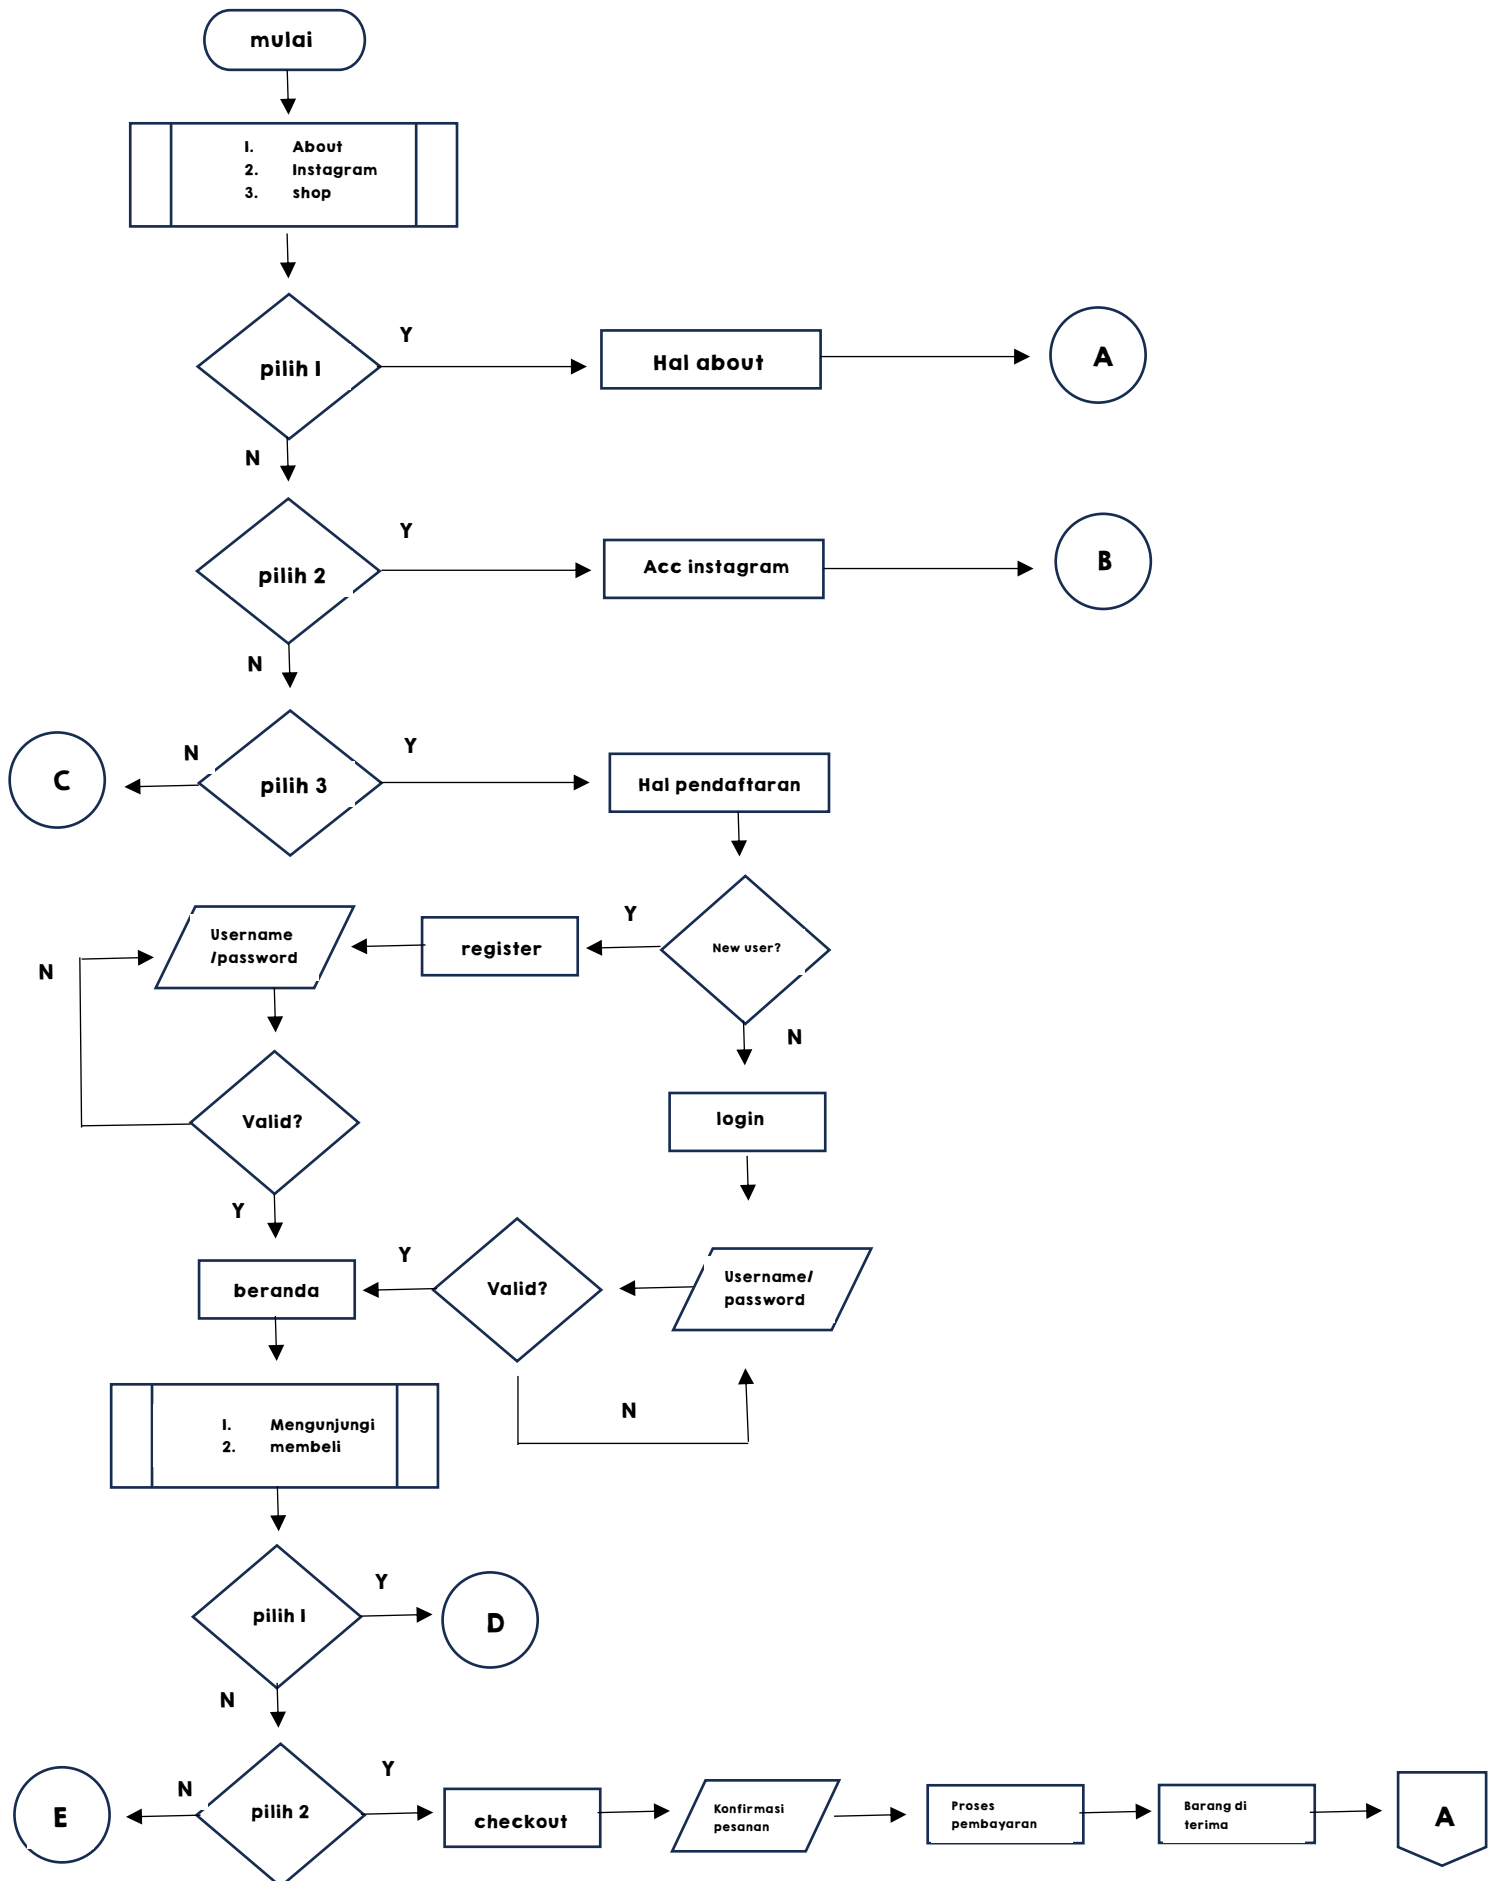 mulai
1. About
2. Instagram
3. shop
Y
pilih 1
Hal about
A
N
Y
pilih 2
Acc instagram
B
N
C
N
Y
pilih 3
Hal pendaftaran
Y
New user?
register
Username
/password
N
N
Valid?
login
Y
Y
beranda
Valid?
Username/
password
N
1. Mengunjungi
2. membeli
Y
pilih 1
D
N
E
N
Y
pilih 2
checkout
Konfirmasi
pesanan
Proses
pembayaran
Barang di
terima
A